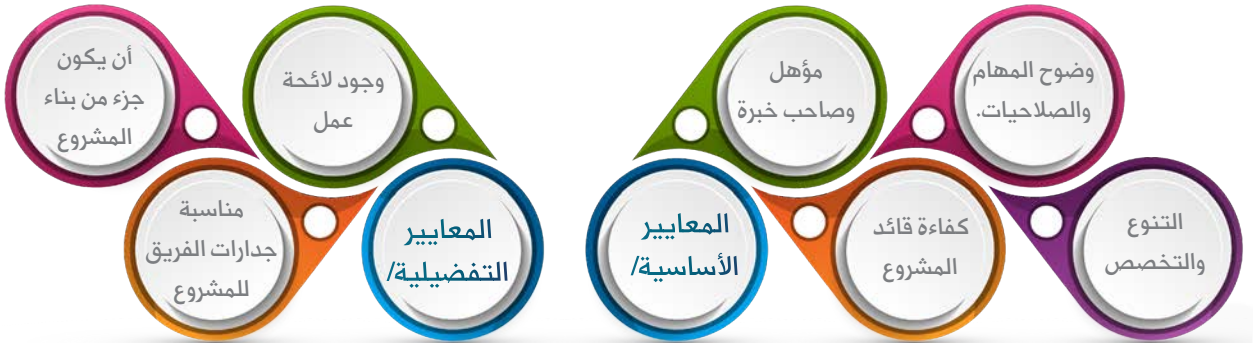 المعايير
الأساسية/
مؤهل
وصاحب خبرة
كفاءة قائد
المشروع
وضوح المهام
والصلاحيات.
التنوع
والتخصص
المعايير
التفضيلية/
وجود لائحة
عمل
مناسبة
جدارات الفريق
للمشروع
أن يكون
جزء من بناء
المشروع